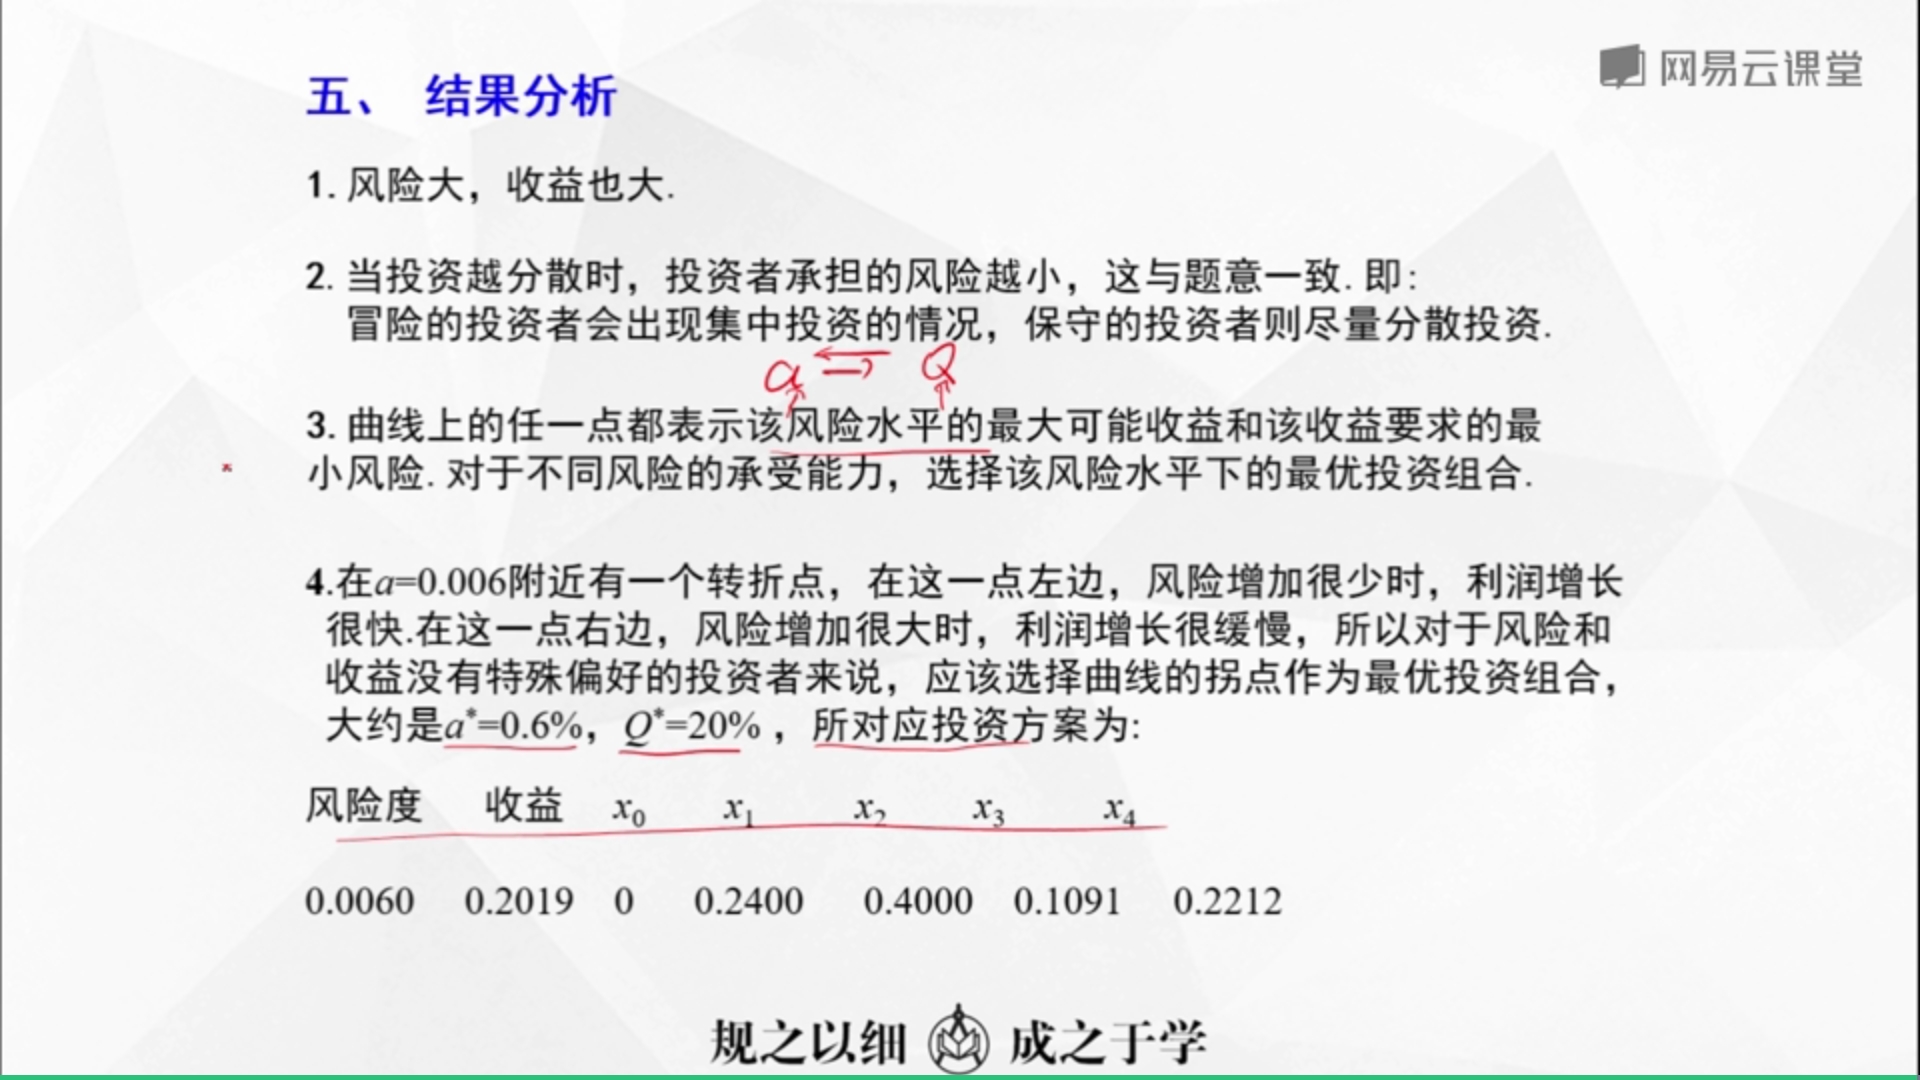 网易云课堂
五、 结果分析
1. 风险大，收益也大.
2. 当投资越分散时，投资者承担的风险越小，这与题意一致. 即:
冒险的投资者会出现集中投资的情况，保守的投资者则尽量分散投资.
a ⇌ Q
3. 曲线上的任一点都表示该风险水平的最大可能收益和该收益要求的最
小风险. 对于不同风险的承受能力，选择该风险水平下的最优投资组合.
4.在a=0.006附近有一个转折点，在这一点左边，风险增加很少时，利润增长
很快.在这一点右边，风险增加很大时，利润增长很缓慢，所以对于风险和
收益没有特殊偏好的投资者来说，应该选择曲线的拐点作为最优投资组合，
大约是a*=0.6%，Q*=20% ，所对应投资方案为:
风险度 收益 x0 x1 x2 x3 x4
0.0060 0.2019 0 0.2400 0.4000 0.1091 0.2212
规之以细 成之于学